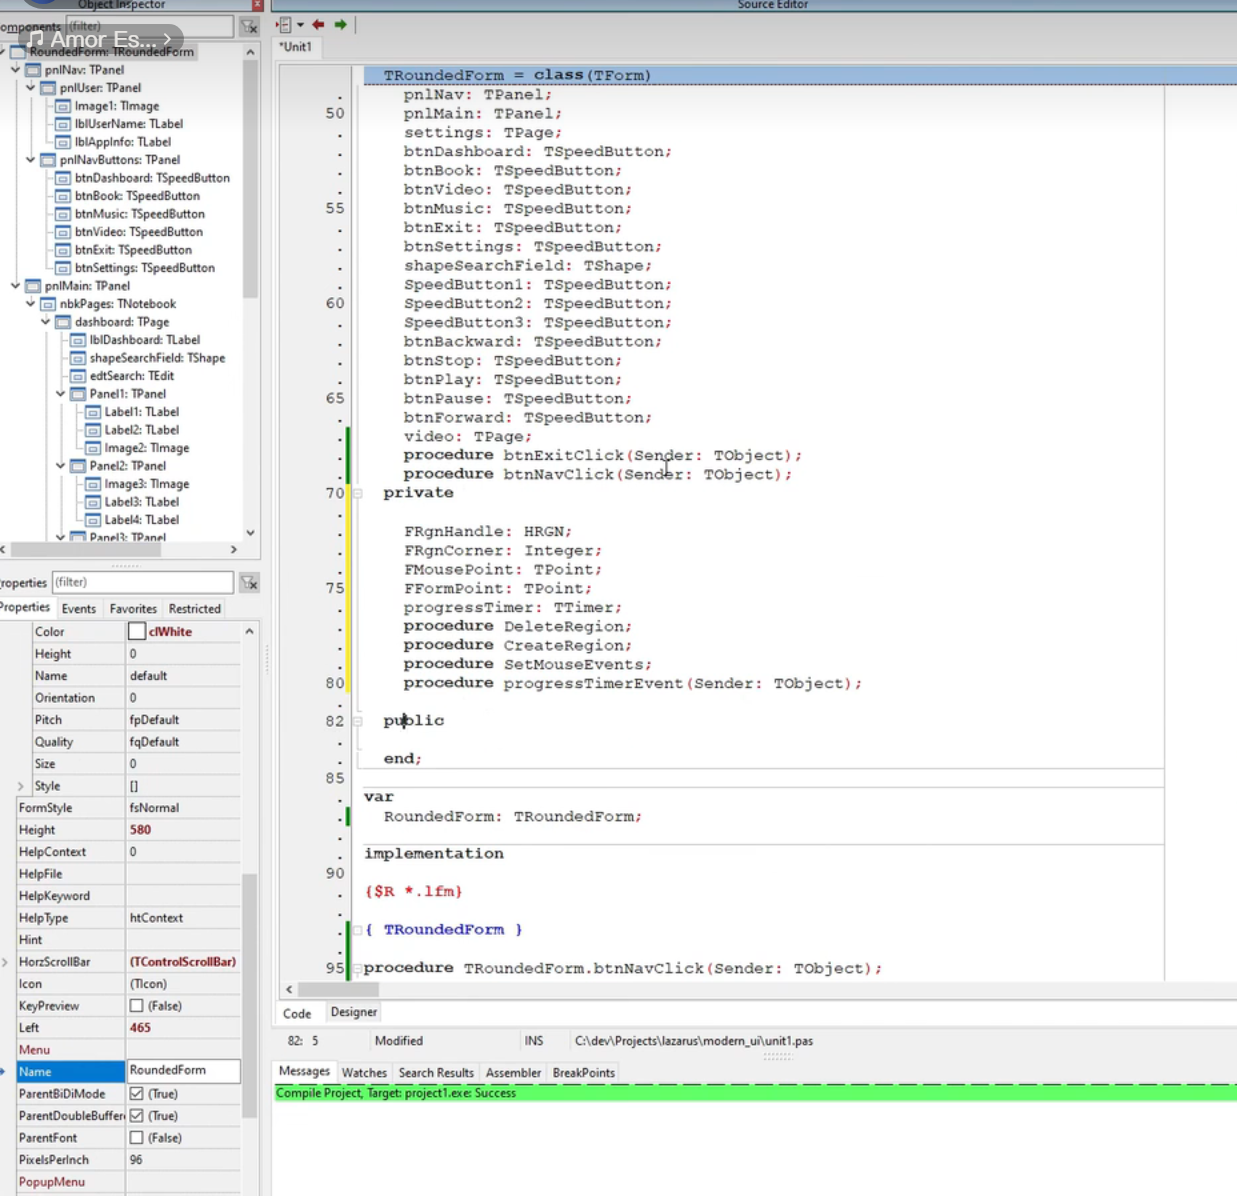 Object Inspector
Source Editor
omponents (filter)
Amor Es... >
RoundedForm: TRoundedForm
pnlNav: TPanel
pnlUser: TPanel
Image1: TImage
lblUserName: TLabel
lblAppInfo: TLabel
pnlNavButtons: TPanel
btnDashboard: TSpeedButton
btnBook: TSpeedButton
btnMusic: TSpeedButton
btnVideo: TSpeedButton
btnExit: TSpeedButton
btnSettings: TSpeedButton
pnlMain: TPanel
nbkPages: TNotebook
dashboard: TPage
lblDashboard: TLabel
shapeSearchField: TShape
edtSearch: TEdit
Panel1: TPanel
Label1: TLabel
Label2: TLabel
Image2: TImage
Panel2: TPanel
Image3: TImage
Label3: TLabel
Label4: TLabel
Panel3: TPanel
roperties (filter)
Properties Events Favorites Restricted
Color clWhite
Height 0
Name default
Orientation 0
Pitch fpDefault
Quality fqDefault
Size 0
Style []
FormStyle fsNormal
Height 580
HelpContext 0
HelpFile
HelpKeyword
HelpType htContext
Hint
HorzScrollBar (TControlScrollBar)
Icon (TIcon)
KeyPreview (False)
Left 465
Menu
Name RoundedForm
ParentBiDiMode (True)
ParentDoubleBuffer (True)
ParentFont (False)
PixelsPerInch 96
PopupMenu
*Unit1
TRoundedForm = class(TForm)
. pnlNav: TPanel;
50 pnlMain: TPanel;
. settings: TPage;
. btnDashboard: TSpeedButton;
. btnBook: TSpeedButton;
. btnVideo: TSpeedButton;
55 btnMusic: TSpeedButton;
. btnExit: TSpeedButton;
. btnSettings: TSpeedButton;
. shapeSearchField: TShape;
. SpeedButton1: TSpeedButton;
60 SpeedButton2: TSpeedButton;
. SpeedButton3: TSpeedButton;
. btnBackward: TSpeedButton;
. btnStop: TSpeedButton;
. btnPlay: TSpeedButton;
65 btnPause: TSpeedButton;
. btnForward: TSpeedButton;
. video: TPage;
. procedure btnExitClick(Sender: TObject);
. procedure btnNavClick(Sender: TObject);
70 private
.
. FRgnHandle: HRGN;
. FRgnCorner: Integer;
. FMousePoint: TPoint;
75 FFormPoint: TPoint;
. progressTimer: TTimer;
. procedure DeleteRegion;
. procedure CreateRegion;
. procedure SetMouseEvents;
80 procedure progressTimerEvent(Sender: TObject);
.
82 public
.
. end;
85
. var
. RoundedForm: TRoundedForm;
.
. implementation
90
. {$R *.lfm}
.
. { TRoundedForm }
.
95 procedure TRoundedForm.btnNavClick(Sender: TObject);
Code Designer
82: 5 Modified INS C:\dev\Projects\lazarus\modern_ui\unit1.pas
Messages Watches Search Results Assembler BreakPoints
Compile Project, Target: project1.exe: Success